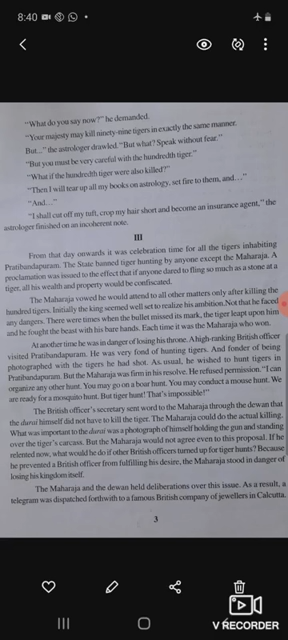 8:40
"What do you say now?" he demanded.
"Your majesty may kill ninety-nine tigers in exactly the same manner.
But..." the astrologer drawled. "But what? Speak without fear."
"But you must be very careful with the hundredth tiger."
"What if the hundredth tiger were also killed?"
"Then I will tear up all my books on astrology, set fire to them, and…"
"And…"
"I shall cut off my tuft, crop my hair short and become an insurance agent," the
astrologer finished on an incoherent note.
III
From that day onwards it was celebration time for all the tigers inhabiting
Pratibandapuram. The State banned tiger hunting by anyone except the Maharaja. A
proclamation was issued to the effect that if anyone dared to fling so much as a stone at a
tiger, all his wealth and property would be confiscated.
The Maharaja vowed he would attend to all other matters only after killing the
hundred tigers. Initially the king seemed well set to realize his ambition. Not that he faced
any dangers. There were times when the bullet missed its mark, the tiger leapt upon him
and he fought the beast with his bare hands. Each time it was the Maharaja who won.
At another time he was in danger of losing his throne. A high-ranking British officer
visited Pratibandapuram. He was very fond of hunting tigers. And fonder of being
photographed with the tigers he had shot. As usual, he wished to hunt tigers in
Pratibandapuram. But the Maharaja was firm in his resolve. He refused permission. "I can
organize any other hunt. You may go on a boar hunt. You may conduct a mouse hunt. We
are ready for a mosquito hunt. But tiger hunt! That's impossible!"
The British officer's secretary sent word to the Maharaja through the dewan that
the durai himself did not have to kill the tiger. The Maharaja could do the actual killing.
What was important to the durai was a photograph of himself holding the gun and standing
over the tiger's carcass. But the Maharaja would not agree even to this proposal. If he
relented now, what would he do if other British officers turned up for tiger hunts? Because
he prevented a British officer from fulfilling his desire, the Maharaja stood in danger of
losing his kingdom itself.
The Maharaja and the dewan held deliberations over this issue. As a result, a
telegram was dispatched forthwith to a famous British company of jewellers in Calcutta.
3
V RECORDER